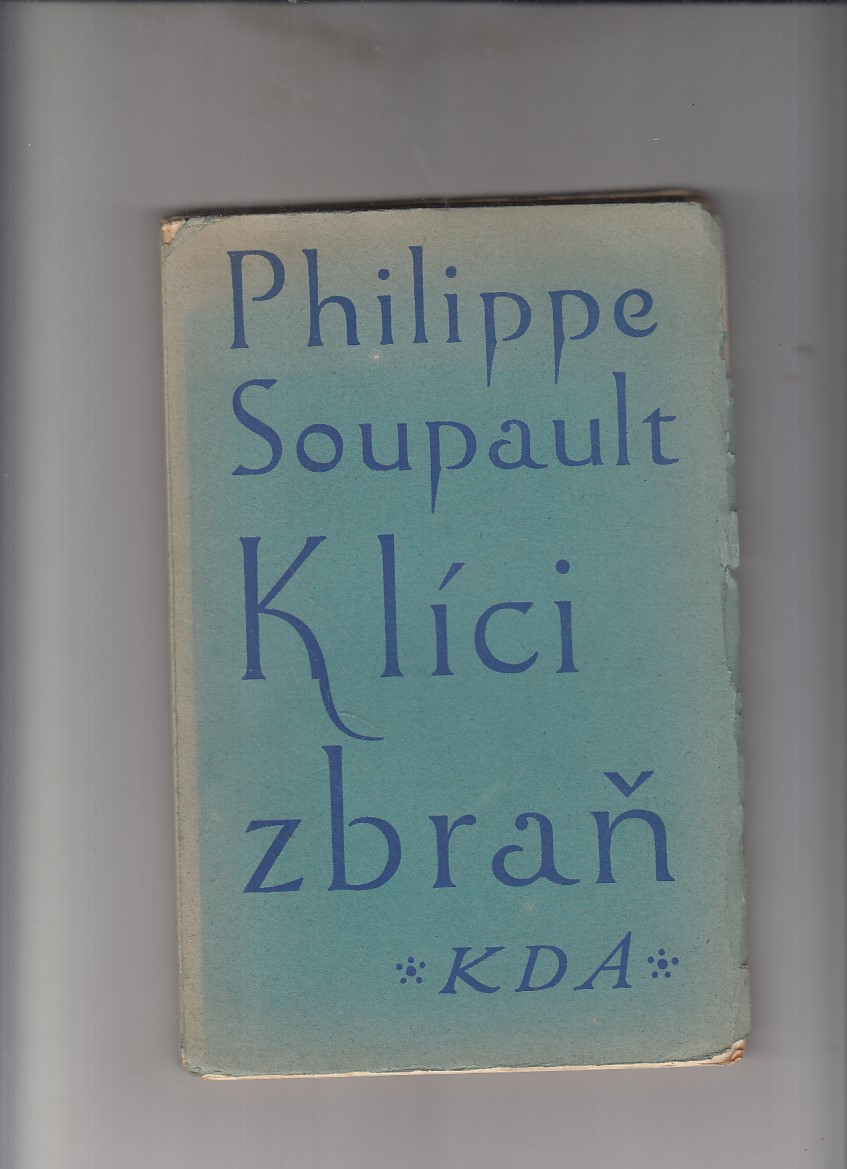 Philippe
Soupault
Klíci
zbraň
KDA